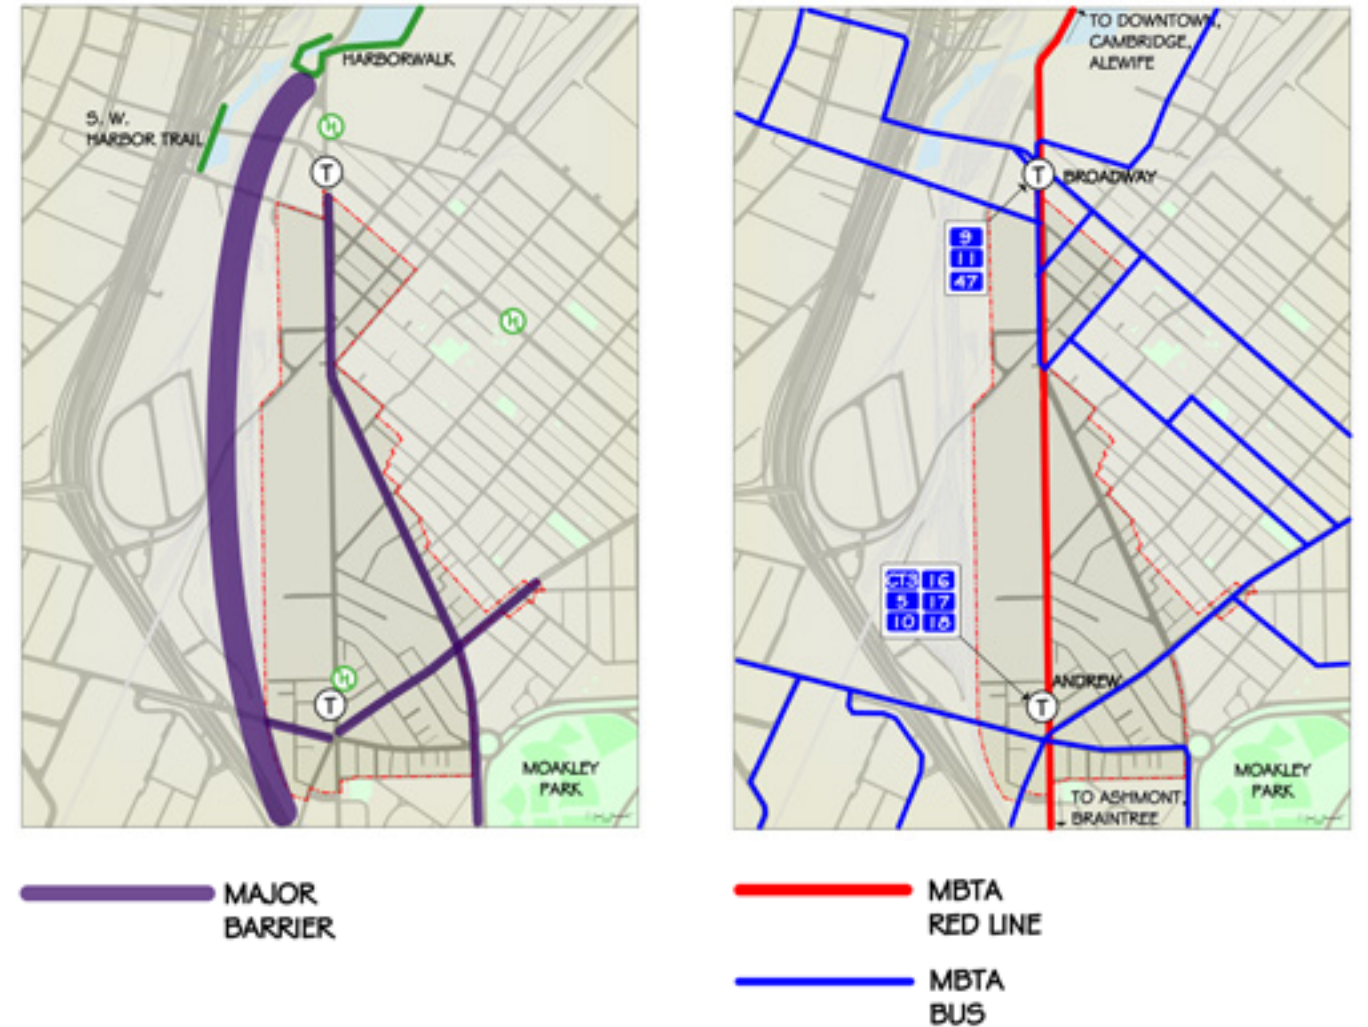 HARBORWALK
S. W.
HARBOR TRAIL
T
T
MOAKLEY
PARK
MAJOR
BARRIER
TO DOWNTOWN,
CAMBRIDGE,
ALEWIFE
T
BROADWAY
9
11
47
CT3 16
5 17
10 18
ANDREW
T
MOAKLEY
PARK
TO ASHMONT,
BRAINTREE
MBTA
RED LINE
MBTA
BUS